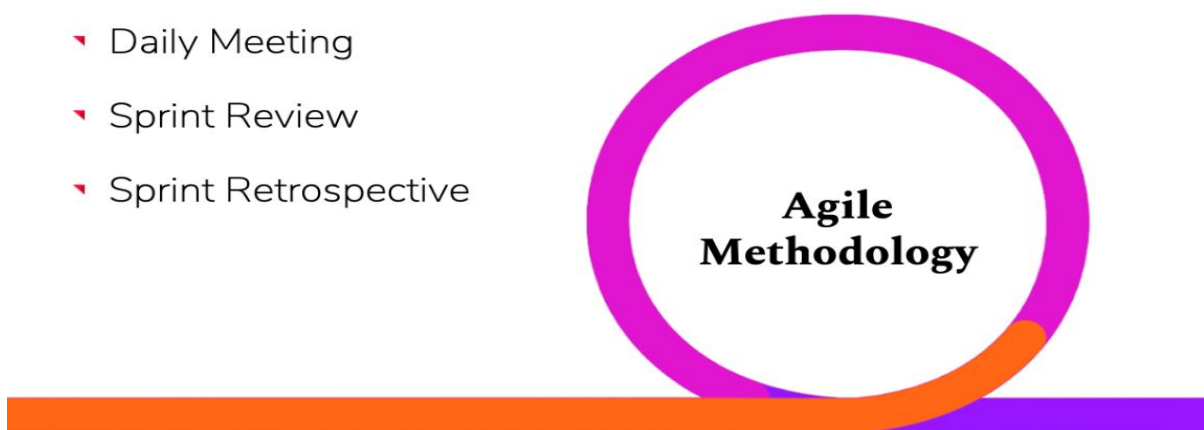 Daily Meeting
Sprint Review
Sprint Retrospective
Agile
Methodology